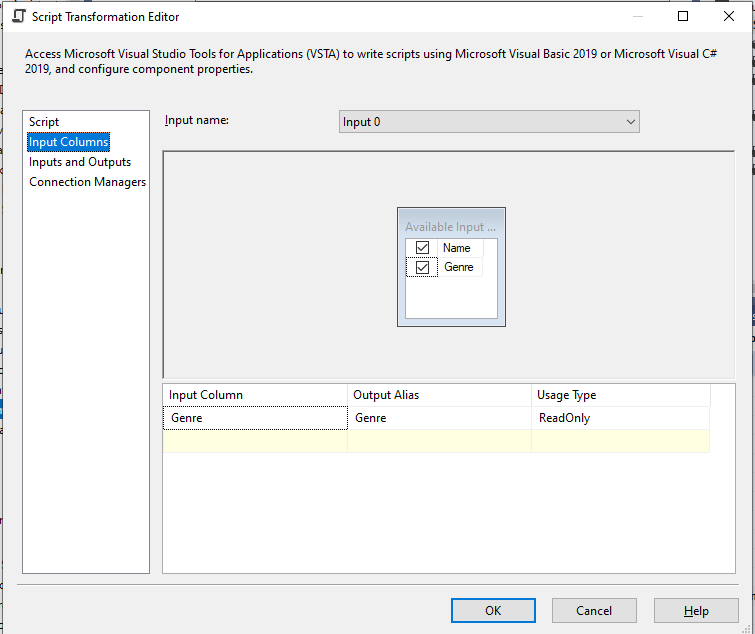 Script Transformation Editor
Access Microsoft Visual Studio Tools for Applications (VSTA) to write scripts using Microsoft Visual Basic 2019 or Microsoft Visual C#
2019, and configure component properties.
Script
Input Columns
Inputs and Outputs
Connection Managers
Input name:
Input 0
Available Input ...
Name
Genre
Input Column
Output Alias
Usage Type
Genre
Genre
ReadOnly
OK
Cancel
Help